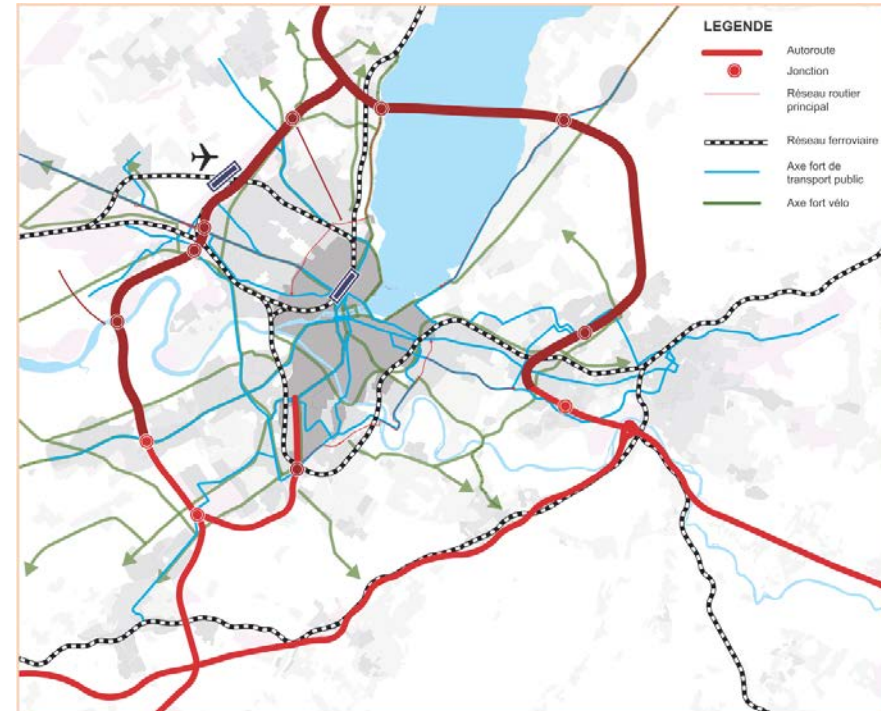 LEGENDE
Autoroute
Jonction
Réseau routier
principal
Réseau ferroviaire
Axe fort de
transport public
Axe fort vélo